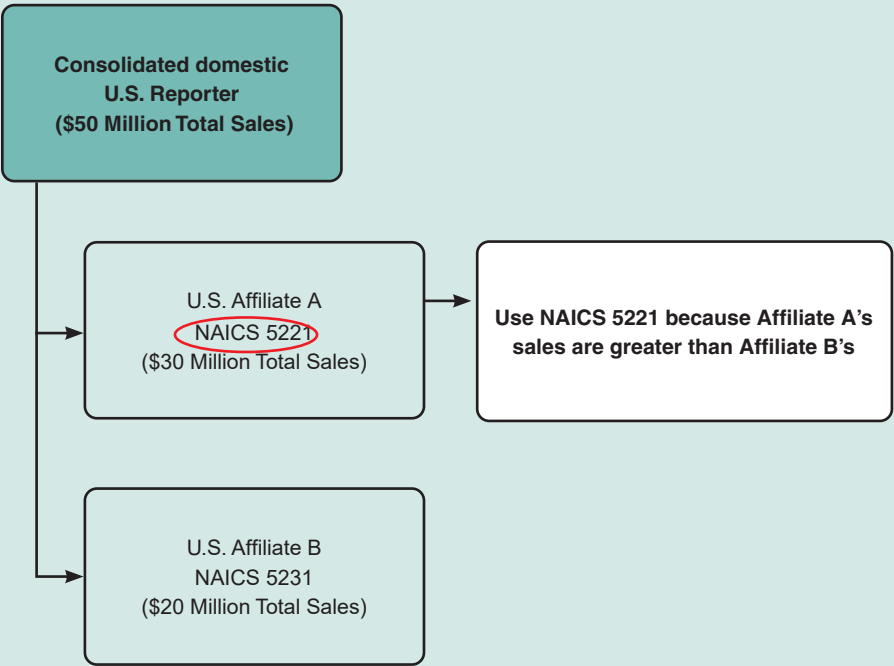 Consolidated domestic
U.S. Reporter
($50 Million Total Sales)
U.S. Affiliate A
NAICS 5221
($30 Million Total Sales)
Use NAICS 5221 because Affiliate A’s
sales are greater than Affiliate B’s
U.S. Affiliate B
NAICS 5231
($20 Million Total Sales)